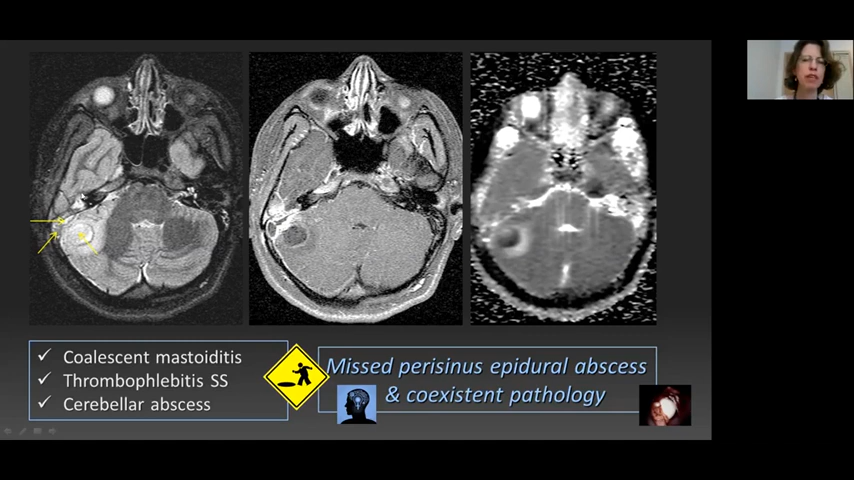 Coalescent mastoiditis
Thrombophlebitis SS
Cerebellar abscess
Missed perisinus epidural abscess
& coexistent pathology